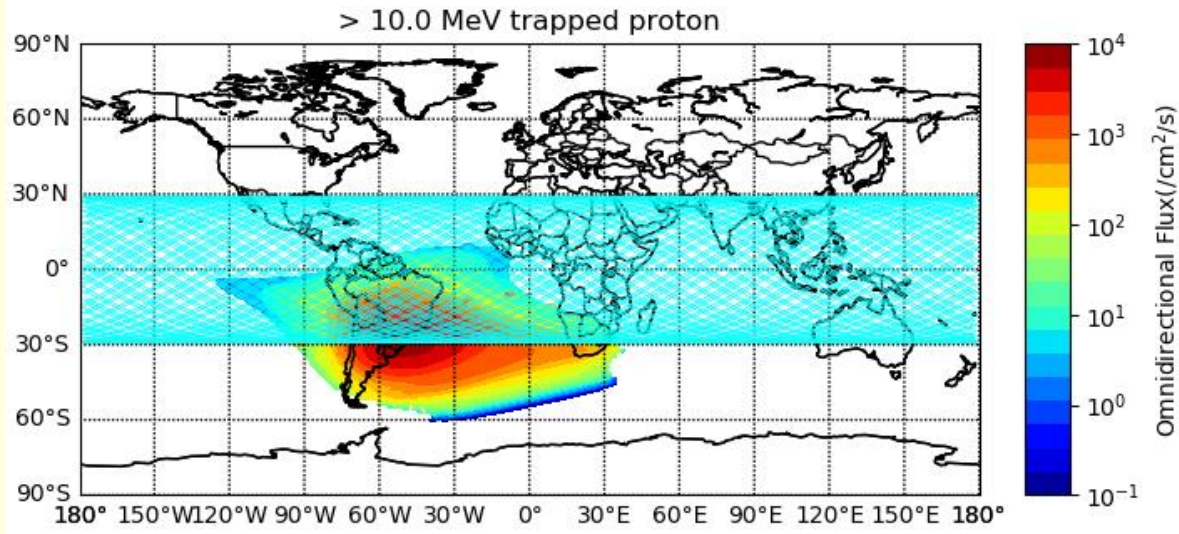 > 10.0 MeV trapped proton
90°N
60°N
30°N
0°
30°S
60°S
90°S
180° 150°W120°W 90°W 60°W 30°W 0° 30°E 60°E 90°E 120°E 150°E 180°
10⁴
10³
10²
10¹
10⁰
10⁻¹
Omnidirectional Flux(/cm²/s)